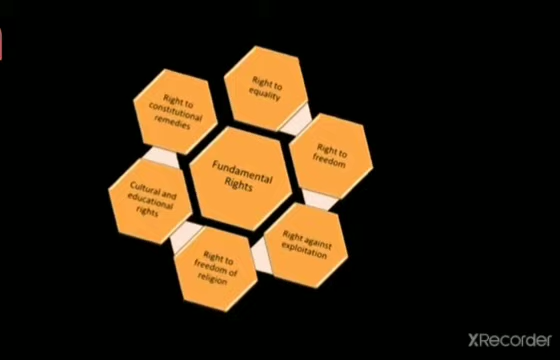 Right to
equality
Right to
constitutional
remedies
Right to
freedom
Fundamental
Rights
Cultural and
educational
rights
Right against
exploitation
Right to
freedom of
religion
XRecorder